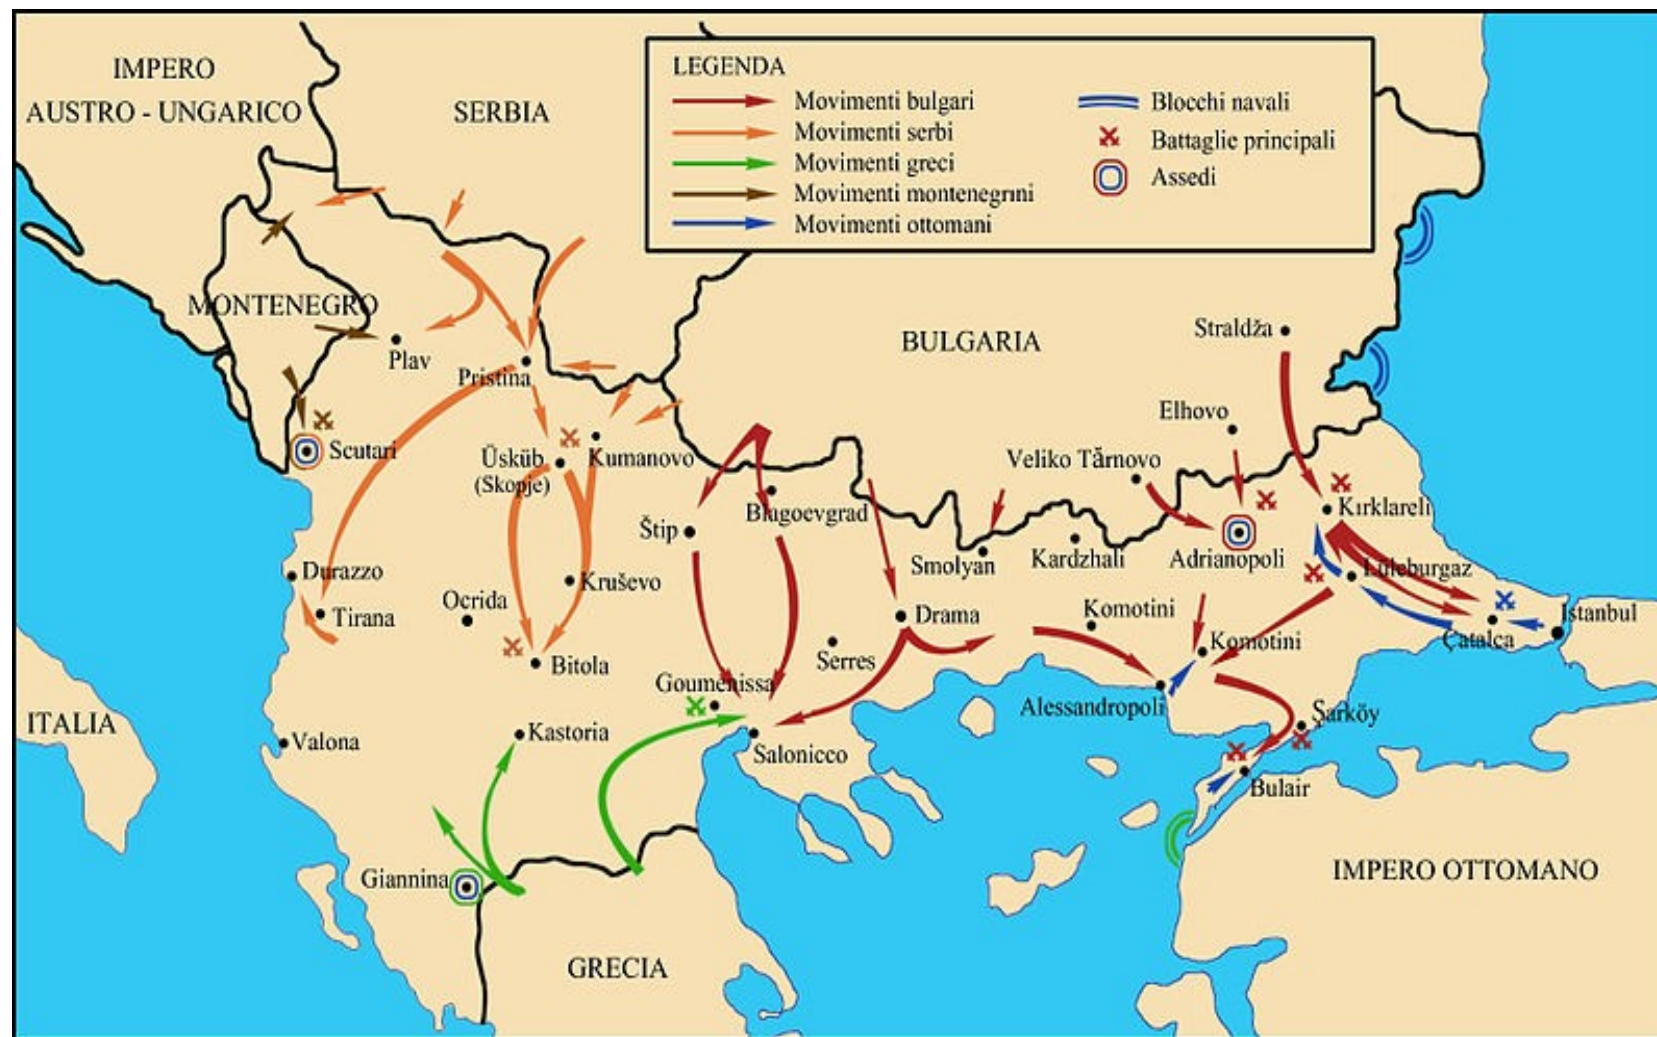 IMPERO
AUSTRO - UNGARICO
SERBIA
LEGENDA
Movimenti bulgari
Movimenti serbi
Movimenti greci
Movimenti montenegrini
Movimenti ottomani
Blocchi navali
Battaglie principali
Assedi
MONTENEGRO
Plav
Pristina
BULGARIA
Straldža
Elhovo
Scutari
Üsküb
(Skopje)
Kumanovo
Veliko Tărnovo
Blagoevgrad
Kırklareli
Štip
Smolyan
Kardzhali
Adrianopoli
Lüleburgaz
Durazzo
Kruševo
Ocrida
Tirana
Drama
Komotini
Istanbul
Çatalca
Komotini
Serres
Bitola
Goumenissa
Alessandropoli
Şarköy
ITALIA
Valona
Kastoria
Salonicco
Bulair
Giannina
IMPERO OTTOMANO
GRECIA